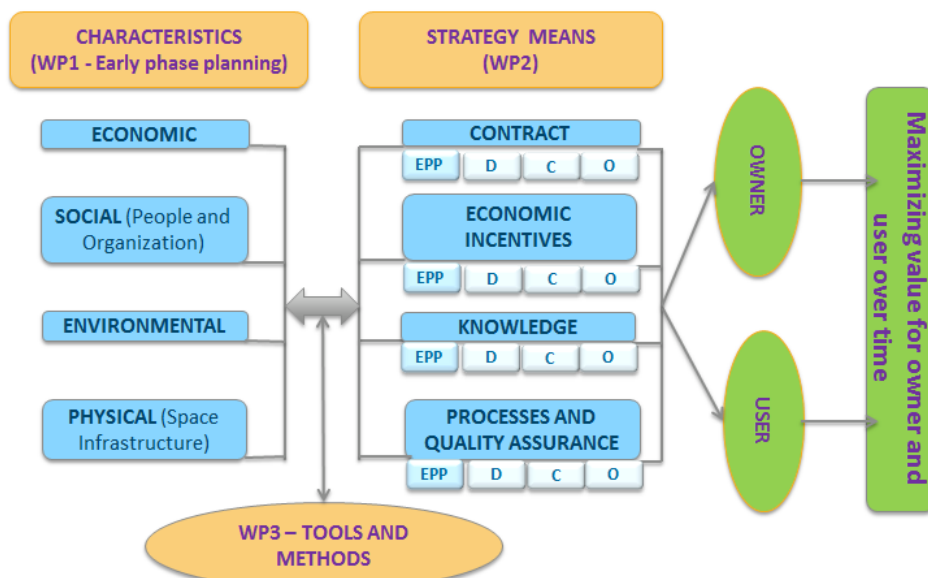 CHARACTERISTICS
(WP1 - Early phase planning)
ECONOMIC
SOCIAL (People and
Organization)
ENVIRONMENTAL
PHYSICAL (Space
Infrastructure)
STRATEGY MEANS
(WP2)
CONTRACT
EPP D C O
ECONOMIC
INCENTIVES
EPP D C O
KNOWLEDGE
EPP D C O
PROCESSES AND
QUALITY ASSURANCE
EPP D C O
WP3 – TOOLS AND
METHODS
OWNER
USER
Maximizing value for owner and
user over time